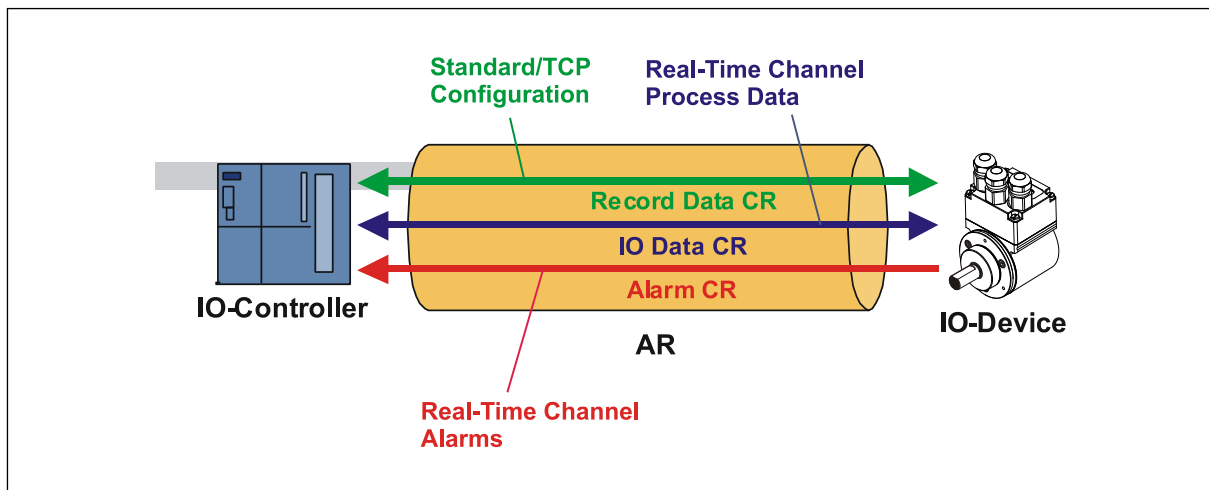 Standard/TCP
Configuration
Real-Time Channel
Process Data
Record Data CR
IO Data CR
Alarm CR
IO-Controller
IO-Device
AR
Real-Time Channel
Alarms